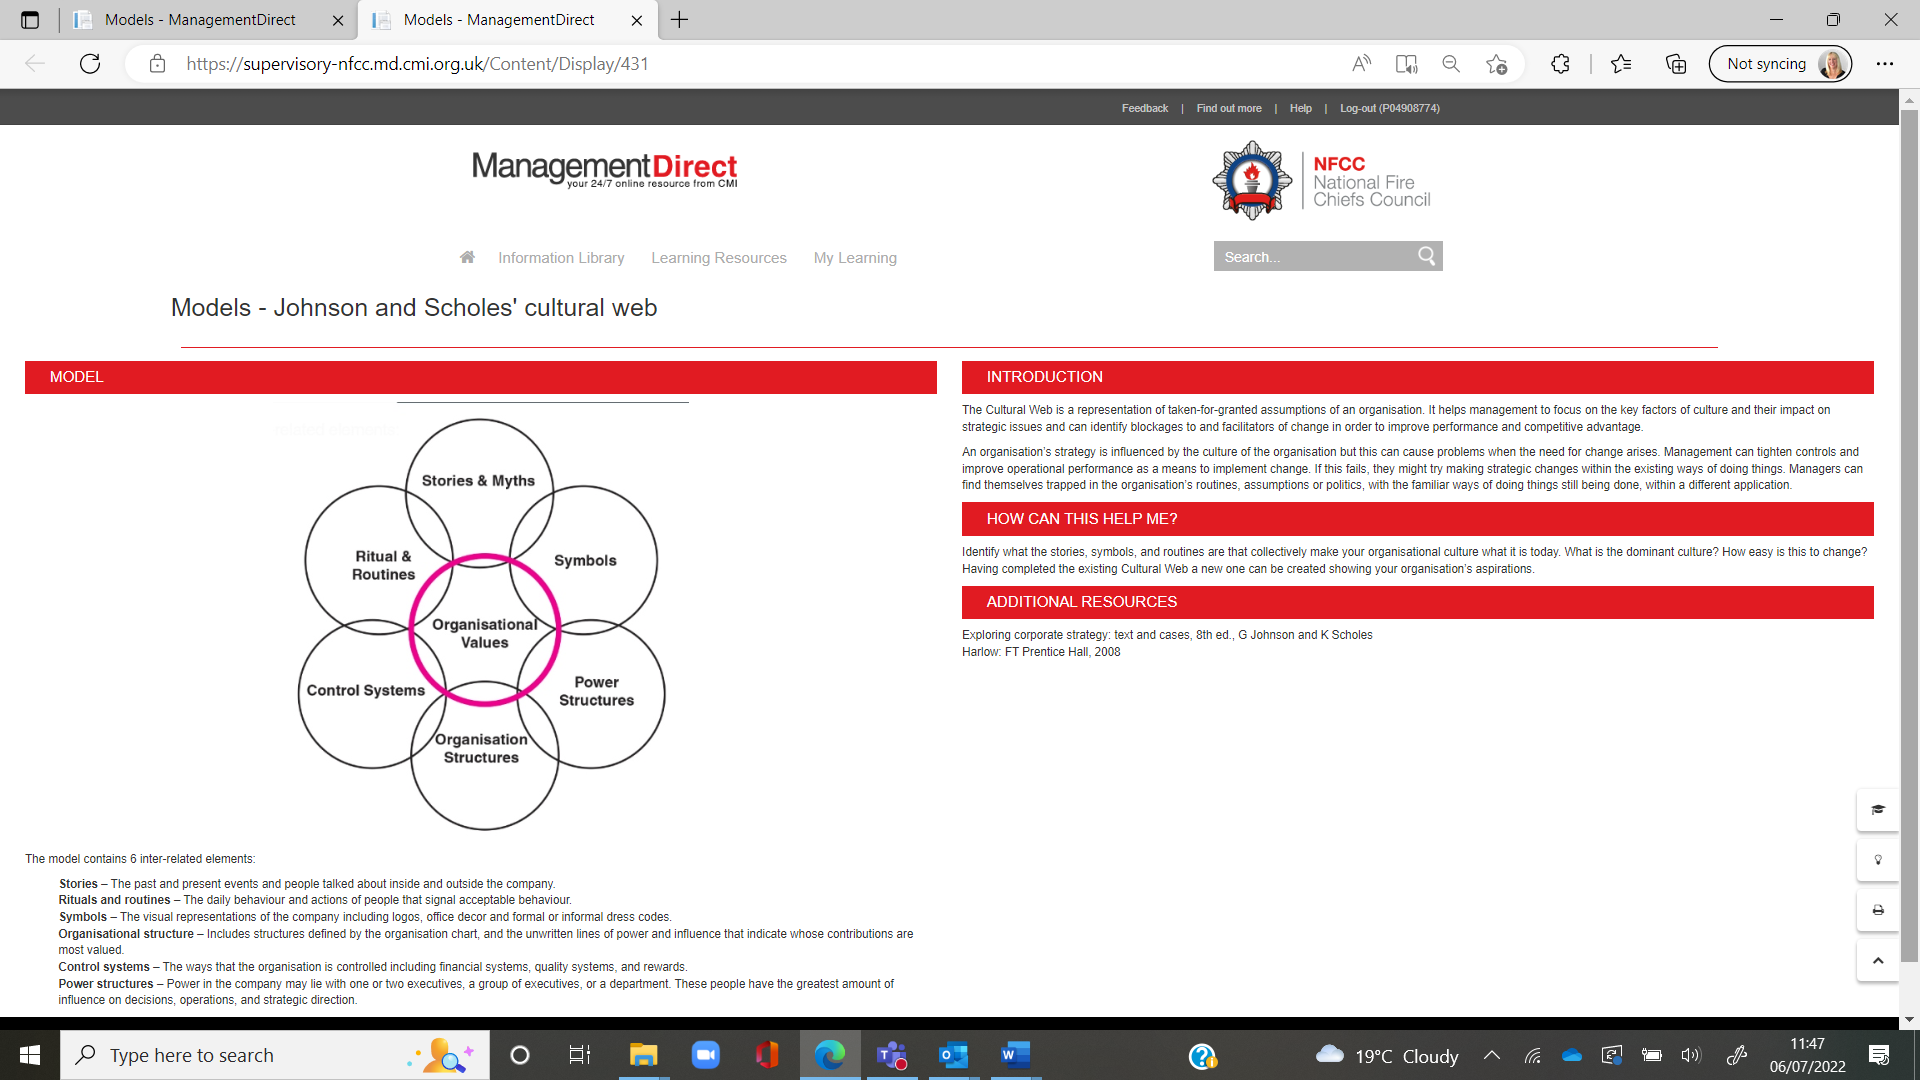 Models - ManagementDirect
Models - ManagementDirect
https://supervisory-nfcc.md.cmi.org.uk/Content/Display/431
Not syncing
Feedback | Find out more | Help | Log-out (P04908774)
ManagementDirect
your 24/7 online resource from CMI
NFCC
National Fire
Chiefs Council
Information Library Learning Resources My Learning
Search...
Models - Johnson and Scholes' cultural web
MODEL
Stories & Myths
Ritual &
Routines
Symbols
Organisational
Values
Control Systems
Power
Structures
Organisation
Structures
The model contains 6 inter-related elements:
Stories – The past and present events and people talked about inside and outside the company.
Rituals and routines – The daily behaviour and actions of people that signal acceptable behaviour.
Symbols – The visual representations of the company including logos, office decor and formal or informal dress codes.
Organisational structure – Includes structures defined by the organisation chart, and the unwritten lines of power and influence that indicate whose contributions are
most valued.
Control systems – The ways that the organisation is controlled including financial systems, quality systems, and rewards.
Power structures – Power in the company may lie with one or two executives, a group of executives, or a department. These people have the greatest amount of
influence on decisions, operations, and strategic direction.
INTRODUCTION
The Cultural Web is a representation of taken-for-granted assumptions of an organisation. It helps management to focus on the key factors of culture and their impact on
strategic issues and can identify blockages to and facilitators of change in order to improve performance and competitive advantage.
An organisation's strategy is influenced by the culture of the organisation but this can cause problems when the need for change arises. Management can tighten controls and
improve operational performance as a means to implement change. If this fails, they might try making strategic changes within the existing ways of doing things. Managers can
find themselves trapped in the organisation's routines, assumptions or politics, with the familiar ways of doing things still being done, within a different application.
HOW CAN THIS HELP ME?
Identify what the stories, symbols, and routines are that collectively make your organisational culture what it is today. What is the dominant culture? How easy is this to change?
Having completed the existing Cultural Web a new one can be created showing your organisation's aspirations.
ADDITIONAL RESOURCES
Exploring corporate strategy: text and cases, 8th ed., G Johnson and K Scholes
Harlow: FT Prentice Hall, 2008
Type here to search
19°C Cloudy
11:47
06/07/2022